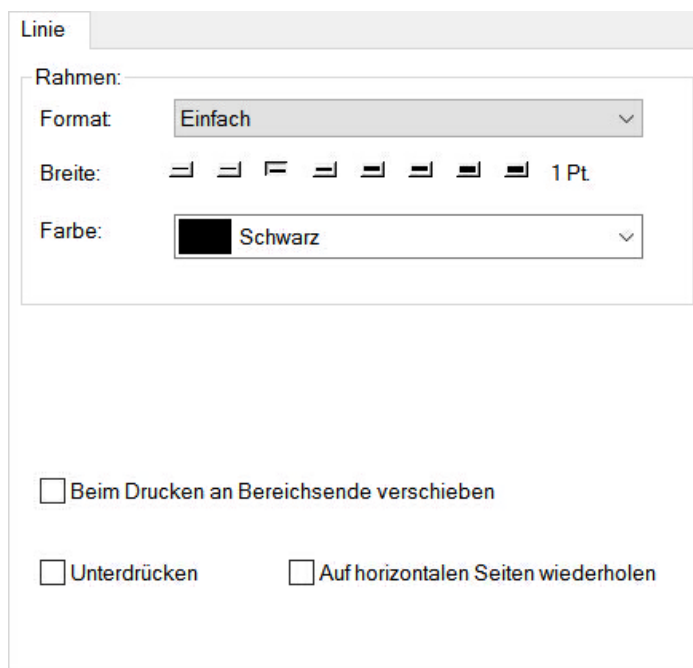 Linie
Rahmen:
Format:
Einfach
Breite:
1 Pt.
Farbe:
Schwarz
Beim Drucken an Bereichsende verschieben
Unterdrücken
Auf horizontalen Seiten wiederholen